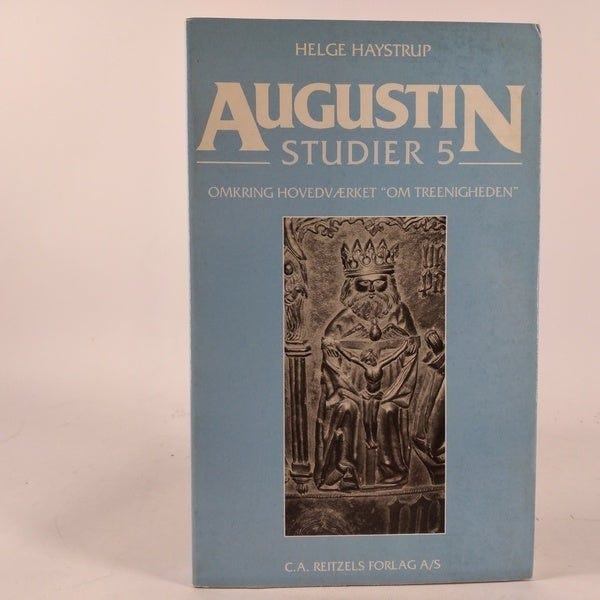 HELGE HAYSTRUP
AUGUSTIN
STUDIER 5
OMKRING HOVEDVÆRKET "OM TREENIGHEDEN"
C.A. REITZELS FORLAG A/S